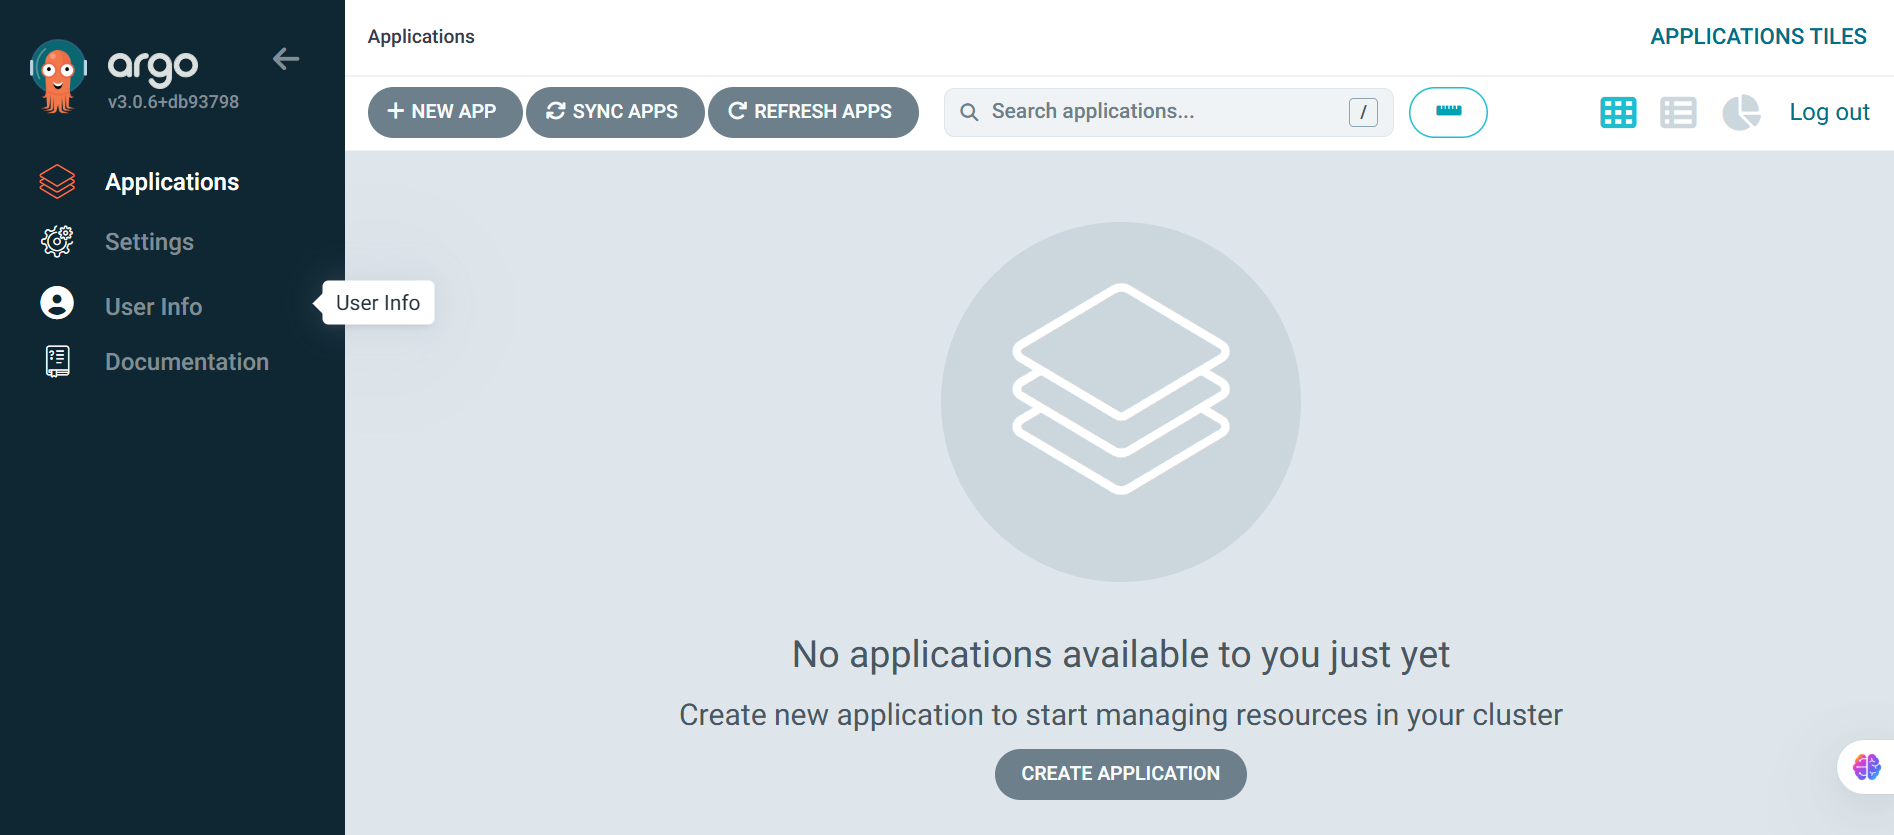 argo
v3.0.6+db93798
Applications
Settings
User Info
Documentation
User Info
Applications
APPLICATIONS TILES
NEW APP
SYNC APPS
REFRESH APPS
Search applications...
/
Log out
No applications available to you just yet
Create new application to start managing resources in your cluster
CREATE APPLICATION